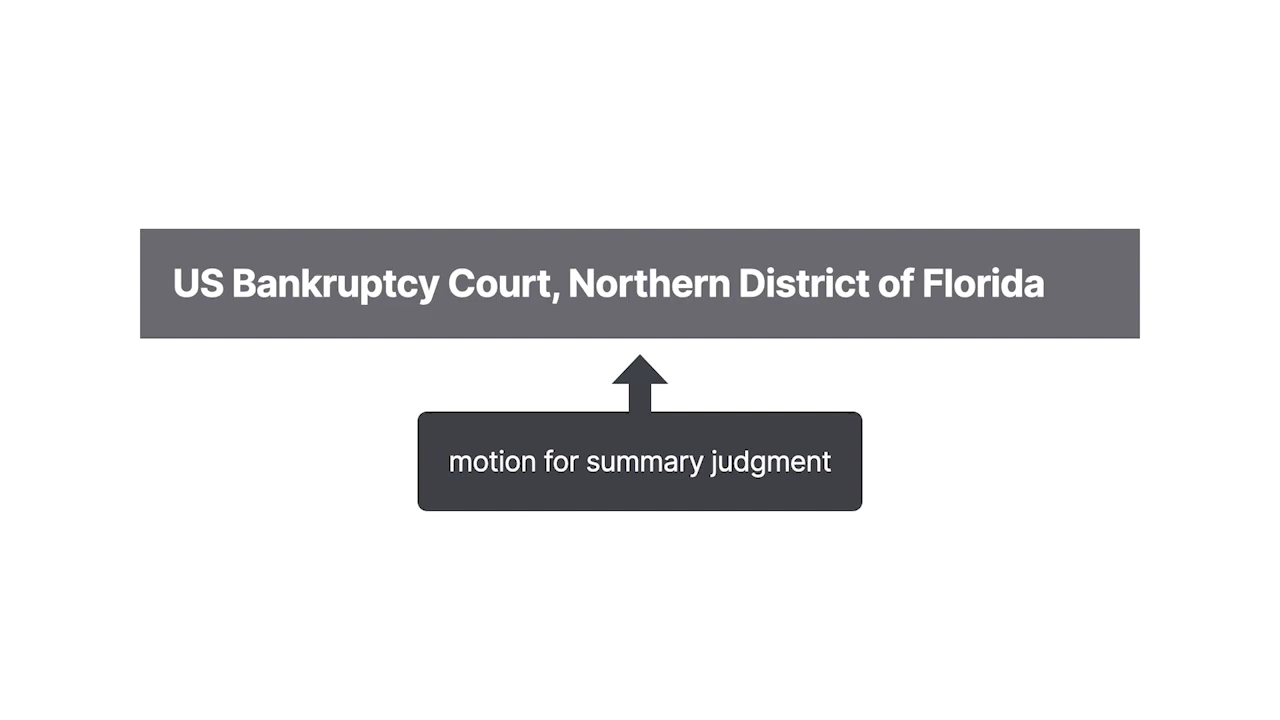 US Bankruptcy Court, Northern District of Florida
motion for summary judgment